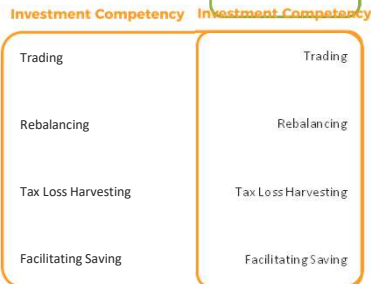 Investment Competency Investment Competency
Trading Trading
Rebalancing Rebalancing
Tax Loss Harvesting Tax Loss Harvesting
Facilitating Saving Facilitating Saving